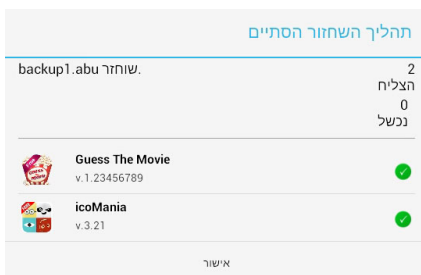 תהליך השחזור הסתיים
backup1.abu שוחזר.
2
הצליח
0
נכשל
Guess The Movie
v.1.23456789
icoMania
v.3.21
אישור